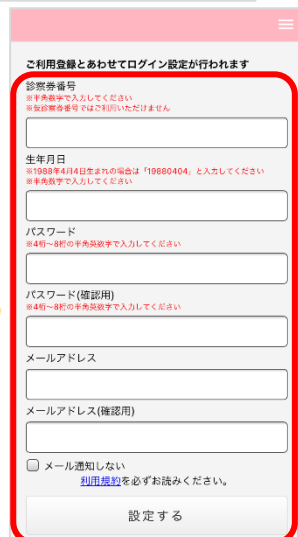 ご利用登録とあわせてログイン設定が行われます
診察券番号
※半角数字で入力してください
※仮診察券番号ではご利用いただけません
生年月日
※1988年4月4日生まれの場合は「19880404」と入力してください
※半角数字で入力してください
パスワード
※4桁~8桁の半角英数字で入力してください
パスワード(確認用)
※4桁~8桁の半角英数字で入力してください
メールアドレス
メールアドレス(確認用)
メール通知しない
利用規約を必ずお読みください。
設定する